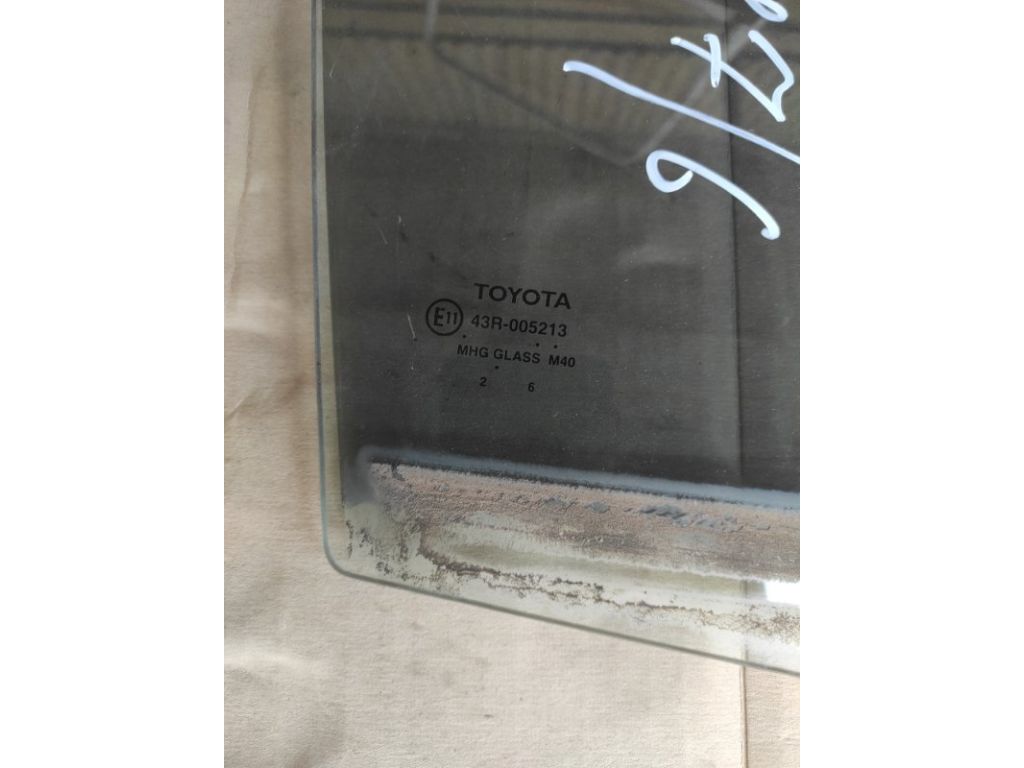 TOYOTA
E11 43R-005213
MHG GLASS M40
2 6